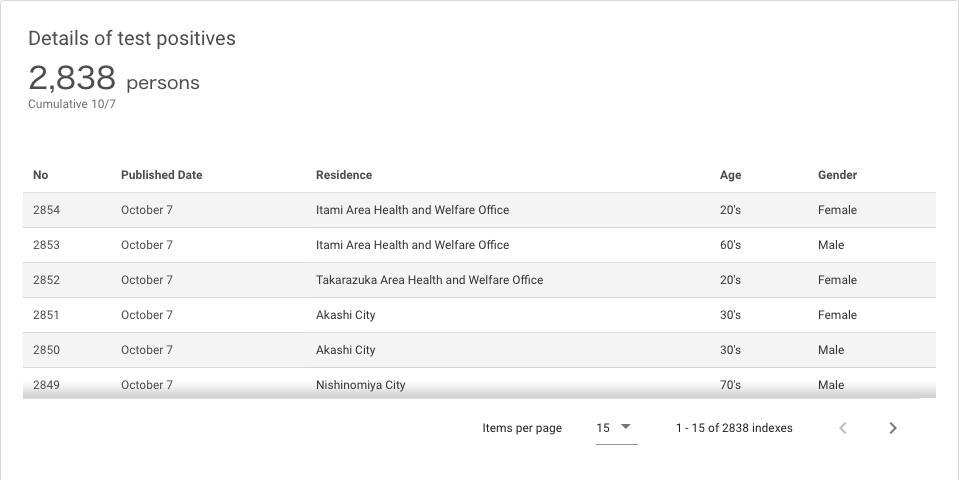 Details of test positives
2,838 persons
Cumulative 10/7
No Published Date Residence Age Gender
2854 October 7 Itami Area Health and Welfare Office 20's Female
2853 October 7 Itami Area Health and Welfare Office 60's Male
2852 October 7 Takarazuka Area Health and Welfare Office 20's Female
2851 October 7 Akashi City 30's Female
2850 October 7 Akashi City 30's Male
2849 October 7 Nishinomiya City 70's Male
Items per page 15 1 - 15 of 2838 indexes